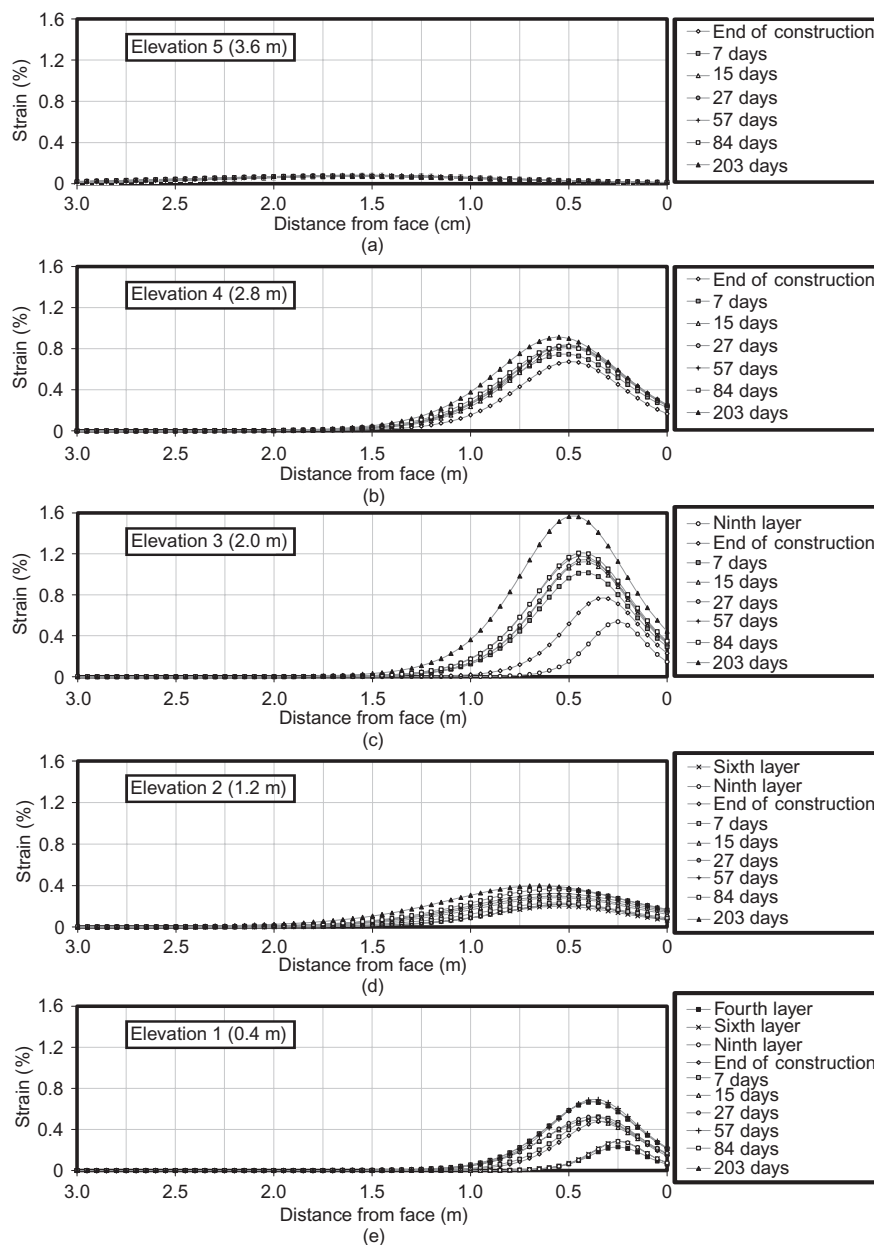 1.6
1.2
0.8
0.4
0
Strain (%)
Elevation 5 (3.6 m)
3.0 2.5 2.0 1.5 1.0 0.5 0
Distance from face (cm)
(a)
End of construction
7 days
15 days
27 days
57 days
84 days
203 days
1.6
1.2
0.8
0.4
0
Strain (%)
Elevation 4 (2.8 m)
3.0 2.5 2.0 1.5 1.0 0.5 0
Distance from face (m)
(b)
End of construction
7 days
15 days
27 days
57 days
84 days
203 days
1.6
1.2
0.8
0.4
0
Strain (%)
Elevation 3 (2.0 m)
3.0 2.5 2.0 1.5 1.0 0.5 0
Distance from face (m)
(c)
Ninth layer
End of construction
7 days
15 days
27 days
57 days
84 days
203 days
1.6
1.2
0.8
0.4
0
Strain (%)
Elevation 2 (1.2 m)
3.0 2.5 2.0 1.5 1.0 0.5 0
Distance from face (m)
(d)
Sixth layer
Ninth layer
End of construction
7 days
15 days
27 days
57 days
84 days
203 days
1.6
1.2
0.8
0.4
0
Strain (%)
Elevation 1 (0.4 m)
3.0 2.5 2.0 1.5 1.0 0.5 0
Distance from face (m)
(e)
Fourth layer
Sixth layer
Ninth layer
End of construction
7 days
15 days
27 days
57 days
84 days
203 days